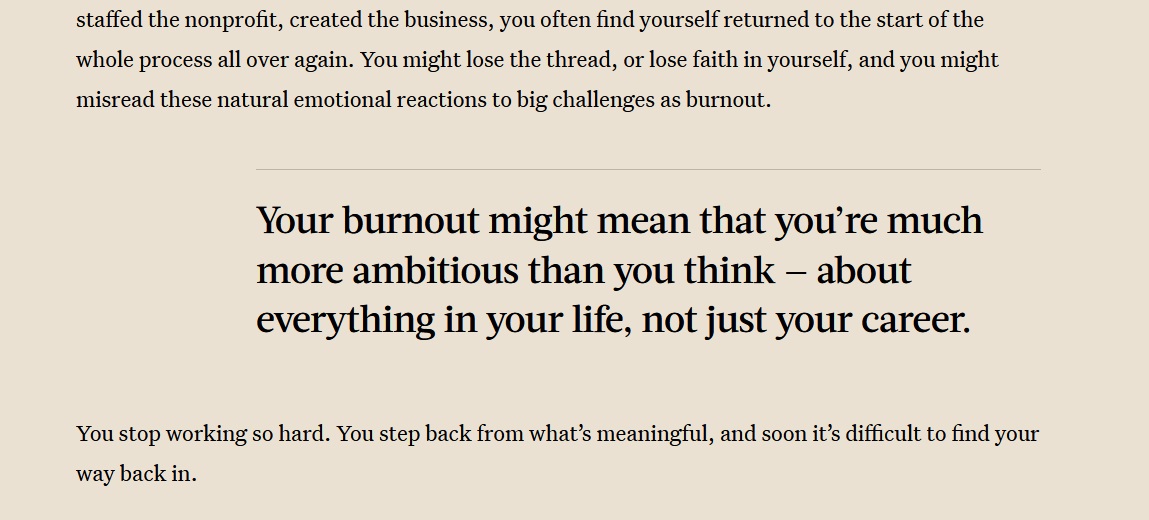 staffed the nonprofit, created the business, you often find yourself returned to the start of the
whole process all over again. You might lose the thread, or lose faith in yourself, and you might
misread these natural emotional reactions to big challenges as burnout.
Your burnout might mean that you’re much
more ambitious than you think – about
everything in your life, not just your career.
You stop working so hard. You step back from what’s meaningful, and soon it’s difficult to find your
way back in.